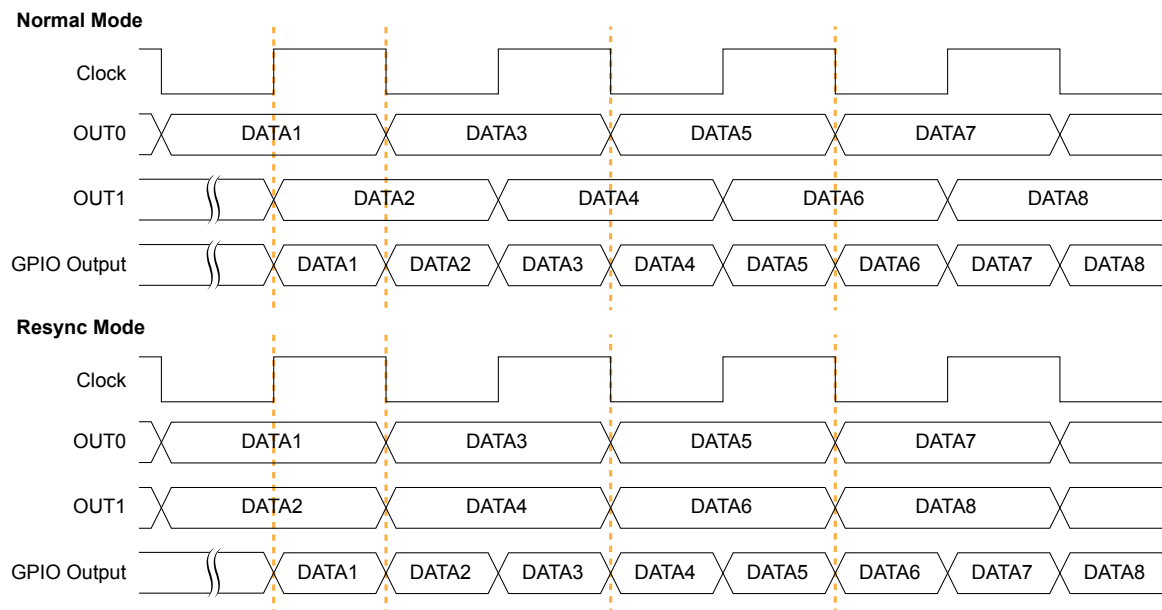 Normal Mode
Clock
OUT0 DATA1 DATA3 DATA5 DATA7
OUT1 DATA2 DATA4 DATA6 DATA8
GPIO Output DATA1 DATA2 DATA3 DATA4 DATA5 DATA6 DATA7 DATA8
Resync Mode
Clock
OUT0 DATA1 DATA3 DATA5 DATA7
OUT1 DATA2 DATA4 DATA6 DATA8
GPIO Output DATA1 DATA2 DATA3 DATA4 DATA5 DATA6 DATA7 DATA8